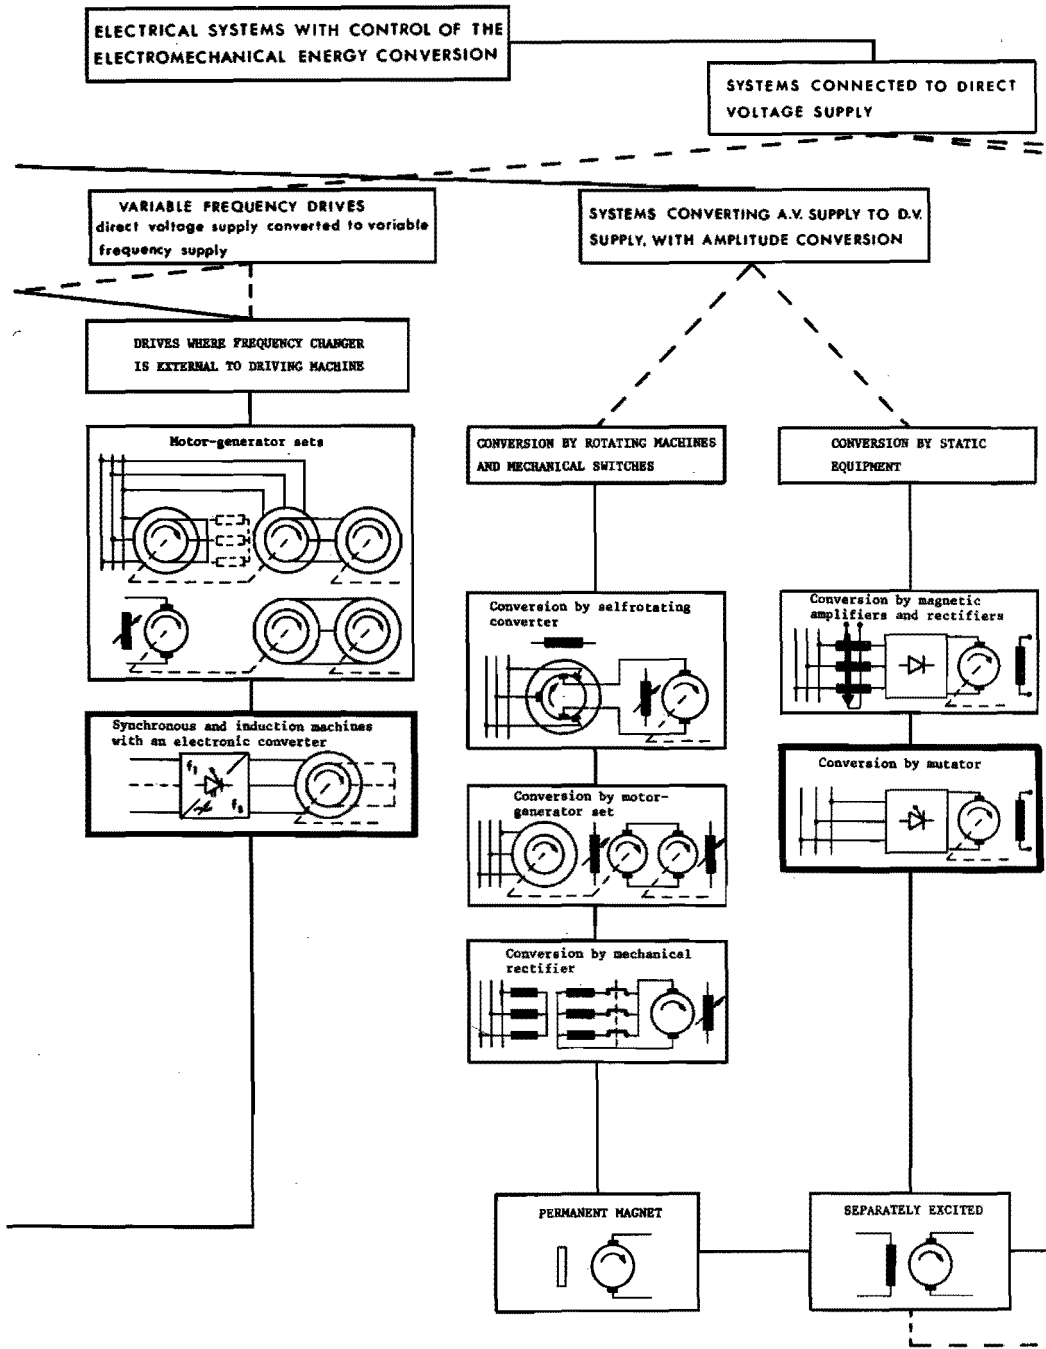 ELECTRICAL SYSTEMS WITH CONTROL OF THE
ELECTROMECHANICAL ENERGY CONVERSION
SYSTEMS CONNECTED TO DIRECT
VOLTAGE SUPPLY
VARIABLE FREQUENCY DRIVES
direct voltage supply converted to variable
frequency supply
SYSTEMS CONVERTING A.V. SUPPLY TO D.V.
SUPPLY, WITH AMPLITUDE CONVERSION
DRIVES WHERE FREQUENCY CHANGER
IS EXTERNAL TO DRIVING MACHINE
Motor-generator sets
CONVERSION BY ROTATING MACHINES
AND MECHANICAL SWITCHES
CONVERSION BY STATIC
EQUIPMENT
Conversion by selfrotating
converter
Conversion by magnetic
amplifiers and rectifiers
Synchronous and induction machines
with an electronic converter
f1
f2
Conversion by mutator
Conversion by motor-
generator set
Conversion by mechanical
rectifier
PERMANENT MAGNET
SEPARATELY EXCITED